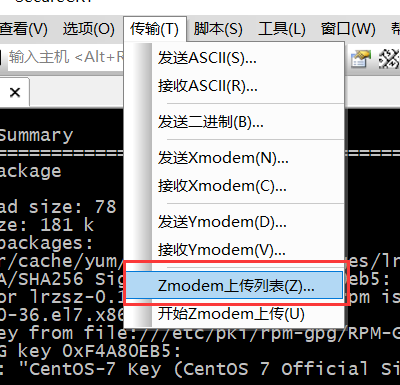 SecureCRT
查看(V) 选项(O) 传输(T) 脚本(S) 工具(L) 窗口(W)
输入主机 <Alt+R
发送ASCII(S)...
接收ASCII(R)...
发送二进制(B)...
发送Xmodem(N)...
接收Xmodem(C)...
发送Ymodem(D)...
接收Ymodem(V)...
Zmodem上传列表(Z)...
开始Zmodem上传(U)
Summary
================
ackage
ad size: 78
e: 181 k
packages:
r/cache/yum/ es/lr
A/SHA256 Sig eb5:
or lrzsz-0. pm is
0-36.el7.x86
ey from file:///etc/pki/rpm-gpg/RPM-G
G key 0xF4A80EB5:
: "CentOS-7 Key (CentOS 7 Official Si